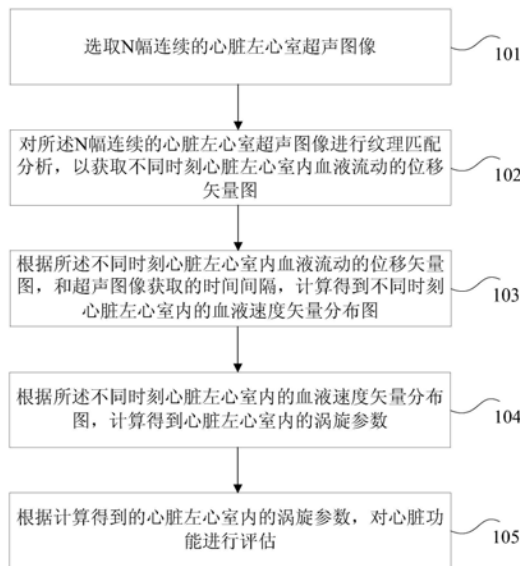 选取N幅连续的心脏左心室超声图像
101
对所述N幅连续的心脏左心室超声图像进行纹理匹配
分析，以获取不同时刻心脏左心室内血液流动的位移
矢量图
102
根据所述不同时刻心脏左心室内血液流动的位移矢量
图，和超声图像获取的时间间隔，计算得到不同时刻
心脏左心室内的血液速度矢量分布图
103
根据所述不同时刻心脏左心室内的血液速度矢量分布
图，计算得到心脏左心室内的涡旋参数
104
根据计算得到的心脏左心室内的涡旋参数，对心脏功
能进行评估
105